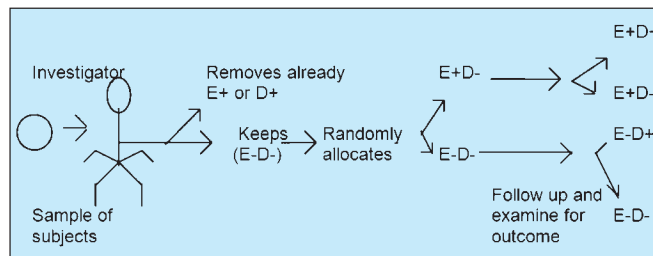 Investigator
Removes already
E+ or D+
Keeps
(E-D-)
Randomly
allocates
E+D-
E-D-
E+D+
E+D-
E-D+
E-D-
Sample of
subjects
Follow up and
examine for
outcome